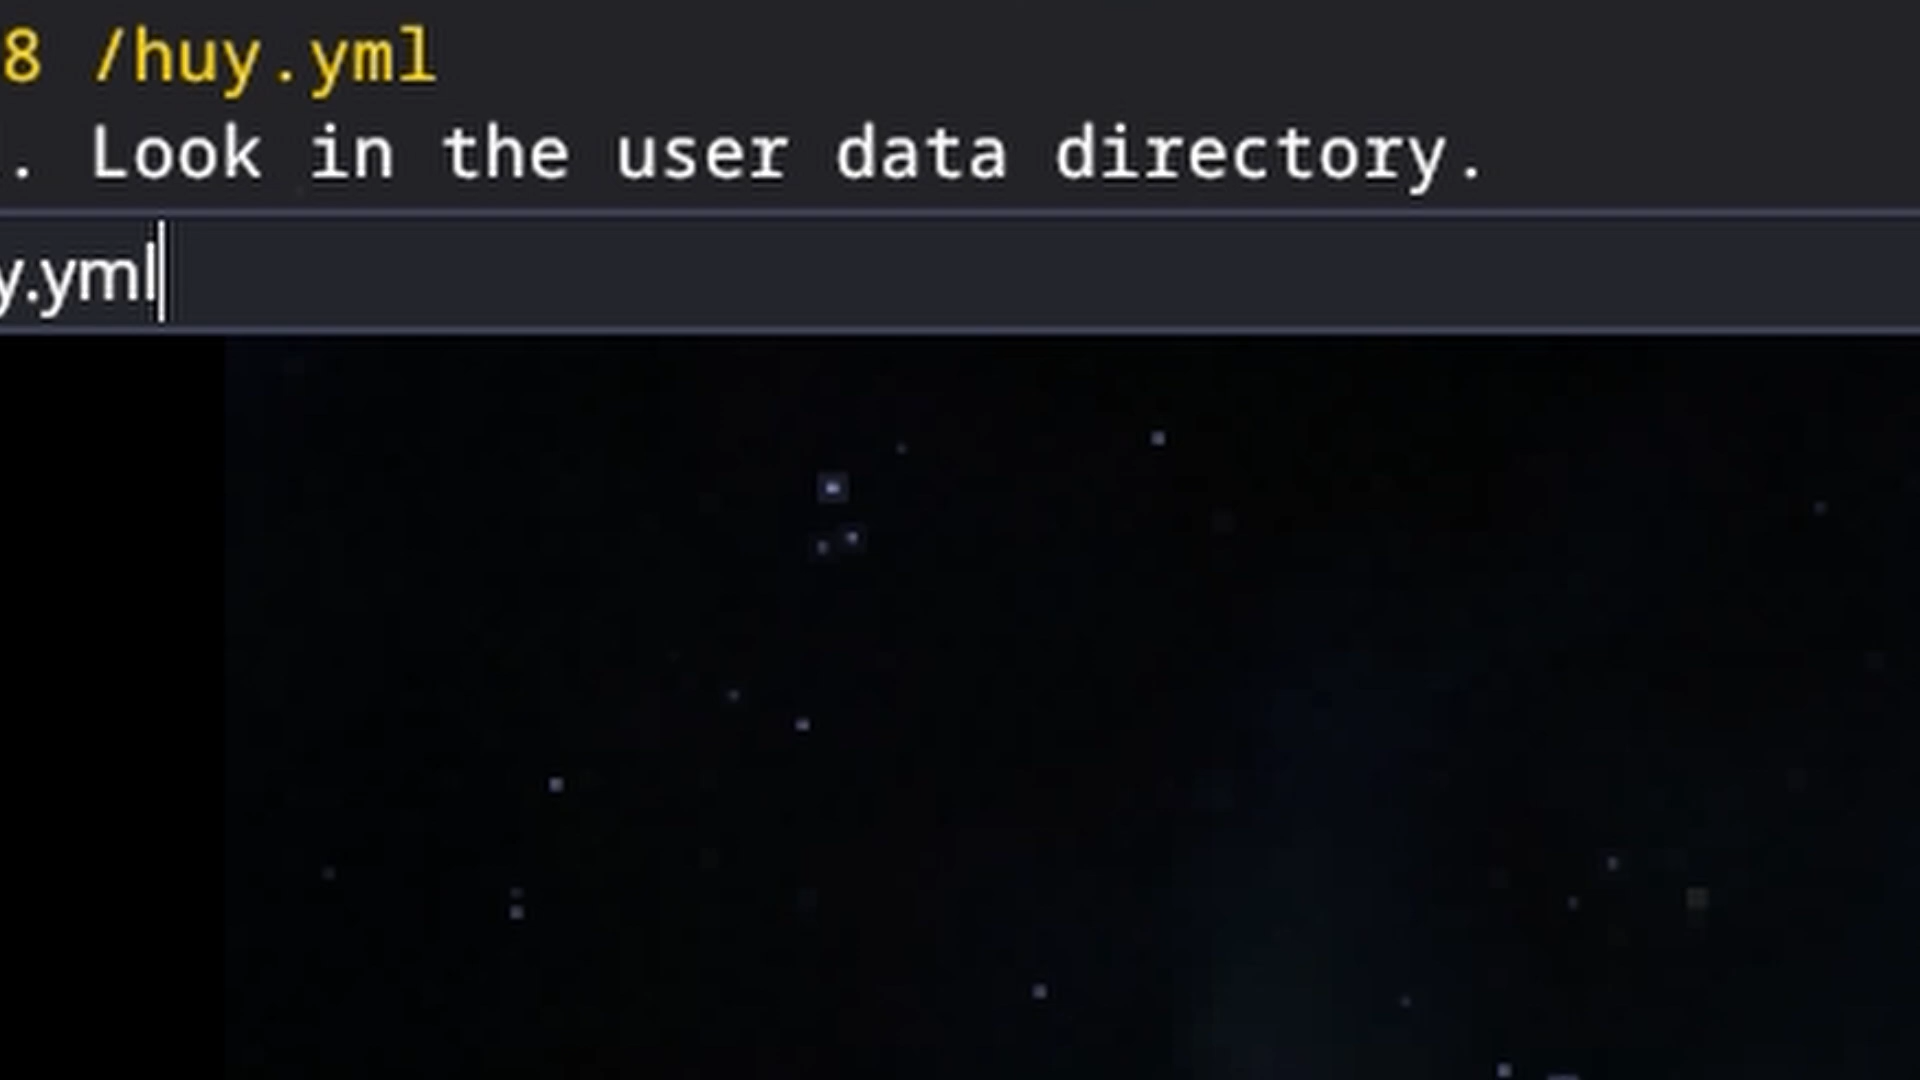 8 /huy.yml
. Look in the user data directory.
y.yml